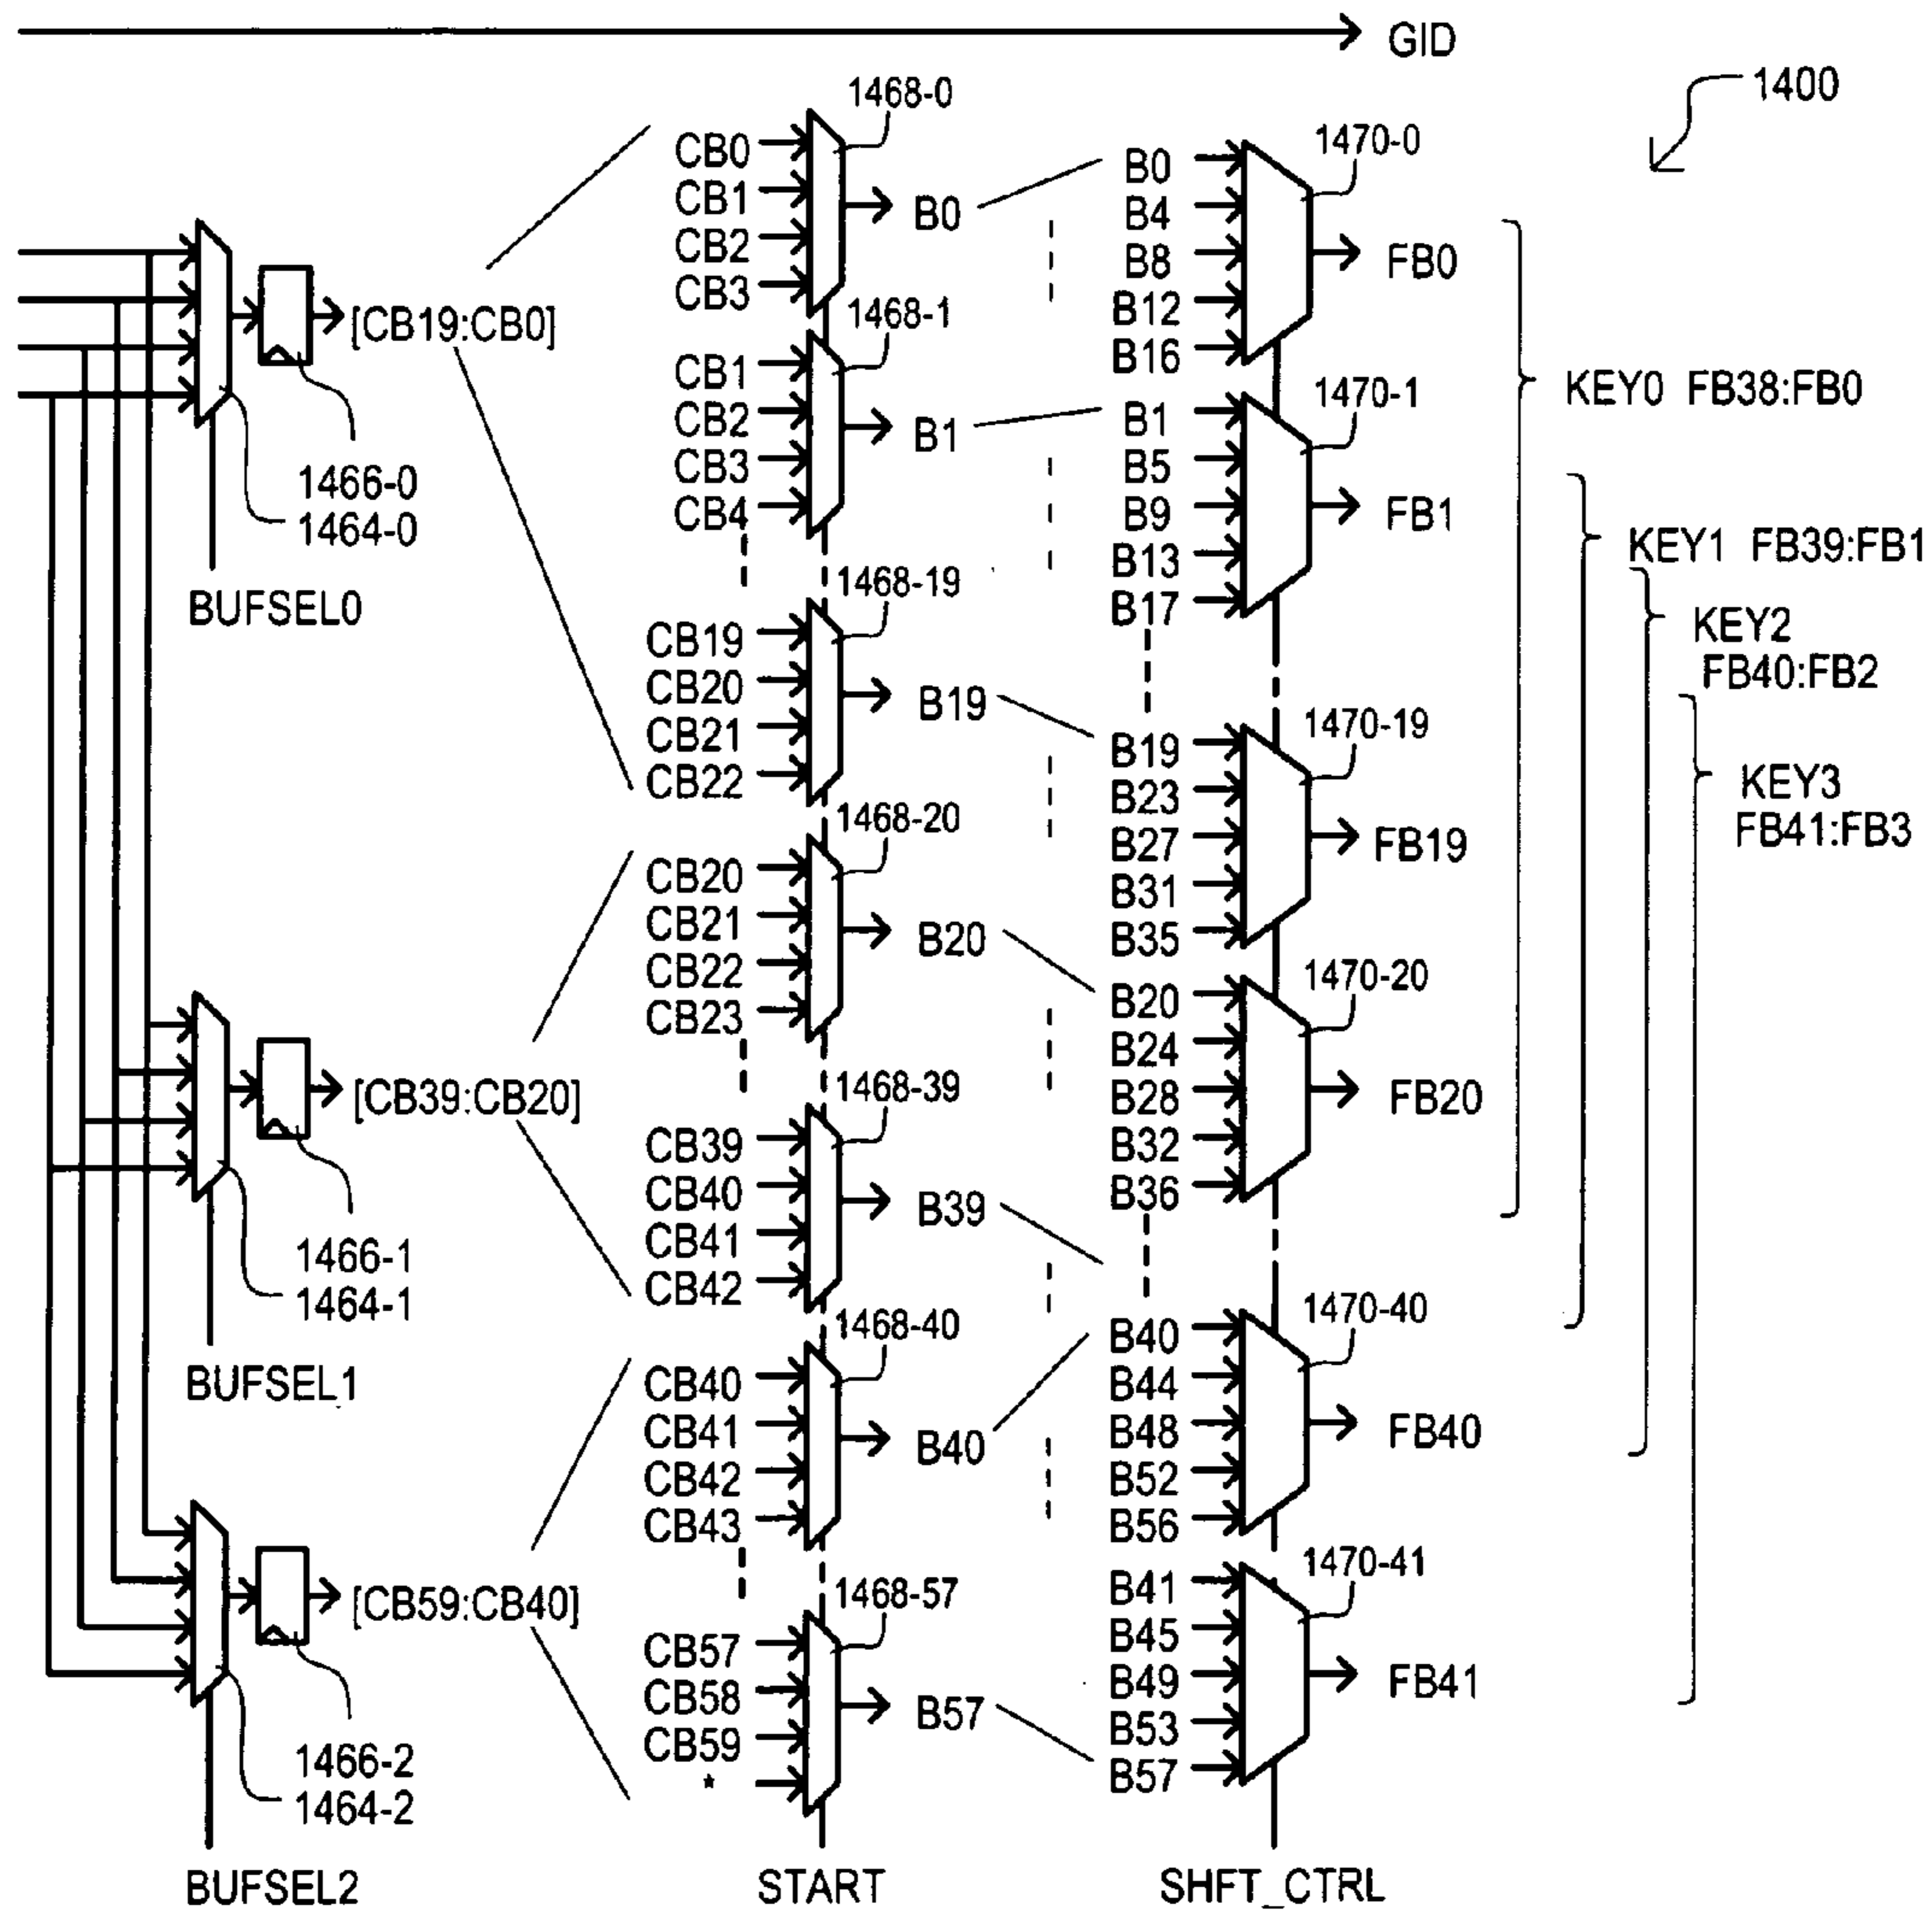 GID
1400
[CB19:CB0]
1466-0
1464-0
BUFSEL0
[CB39:CB20]
1466-1
1464-1
BUFSEL1
[CB59:CB40]
1466-2
1464-2
BUFSEL2
1468-0
CB0
CB1
CB2
CB3
B0
1468-1
CB1
CB2
CB3
CB4
B1
1468-19
CB19
CB20
CB21
CB22
B19
1468-20
CB20
CB21
CB22
CB23
B20
1468-39
CB39
CB40
CB41
CB42
B39
1468-40
CB40
CB41
CB42
CB43
B40
1468-57
CB57
CB58
CB59
*
B57
START
1470-0
B0
B4
B8
B12
B16
FB0
1470-1
B1
B5
B9
B13
B17
FB1
1470-19
B19
B23
B27
B31
B35
FB19
1470-20
B20
B24
B28
B32
B36
FB20
1470-40
B40
B44
B48
B52
B56
FB40
1470-41
B41
B45
B49
B53
B57
FB41
SHFT_CTRL
KEY0 FB38:FB0
KEY1 FB39:FB1
KEY2
FB40:FB2
KEY3
FB41:FB3